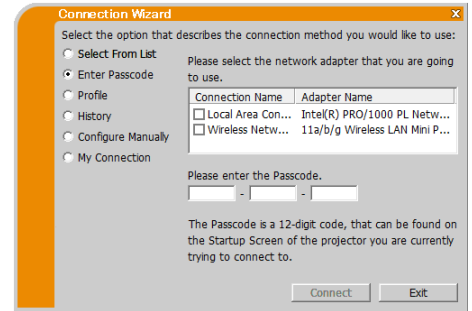 Connection Wizard
Select the option that describes the connection method you would like to use:
Select From List
Enter Passcode
Profile
History
Configure Manually
My Connection
Please select the network adapter that you are going
to use.
Connection Name Adapter Name
Local Area Con... Intel(R) PRO/1000 PL Netw...
Wireless Netw... 11a/b/g Wireless LAN Mini P...
Please enter the Passcode.
- -
The Passcode is a 12-digit code, that can be found on
the Startup Screen of the projector you are currently
trying to connect to.
Connect Exit